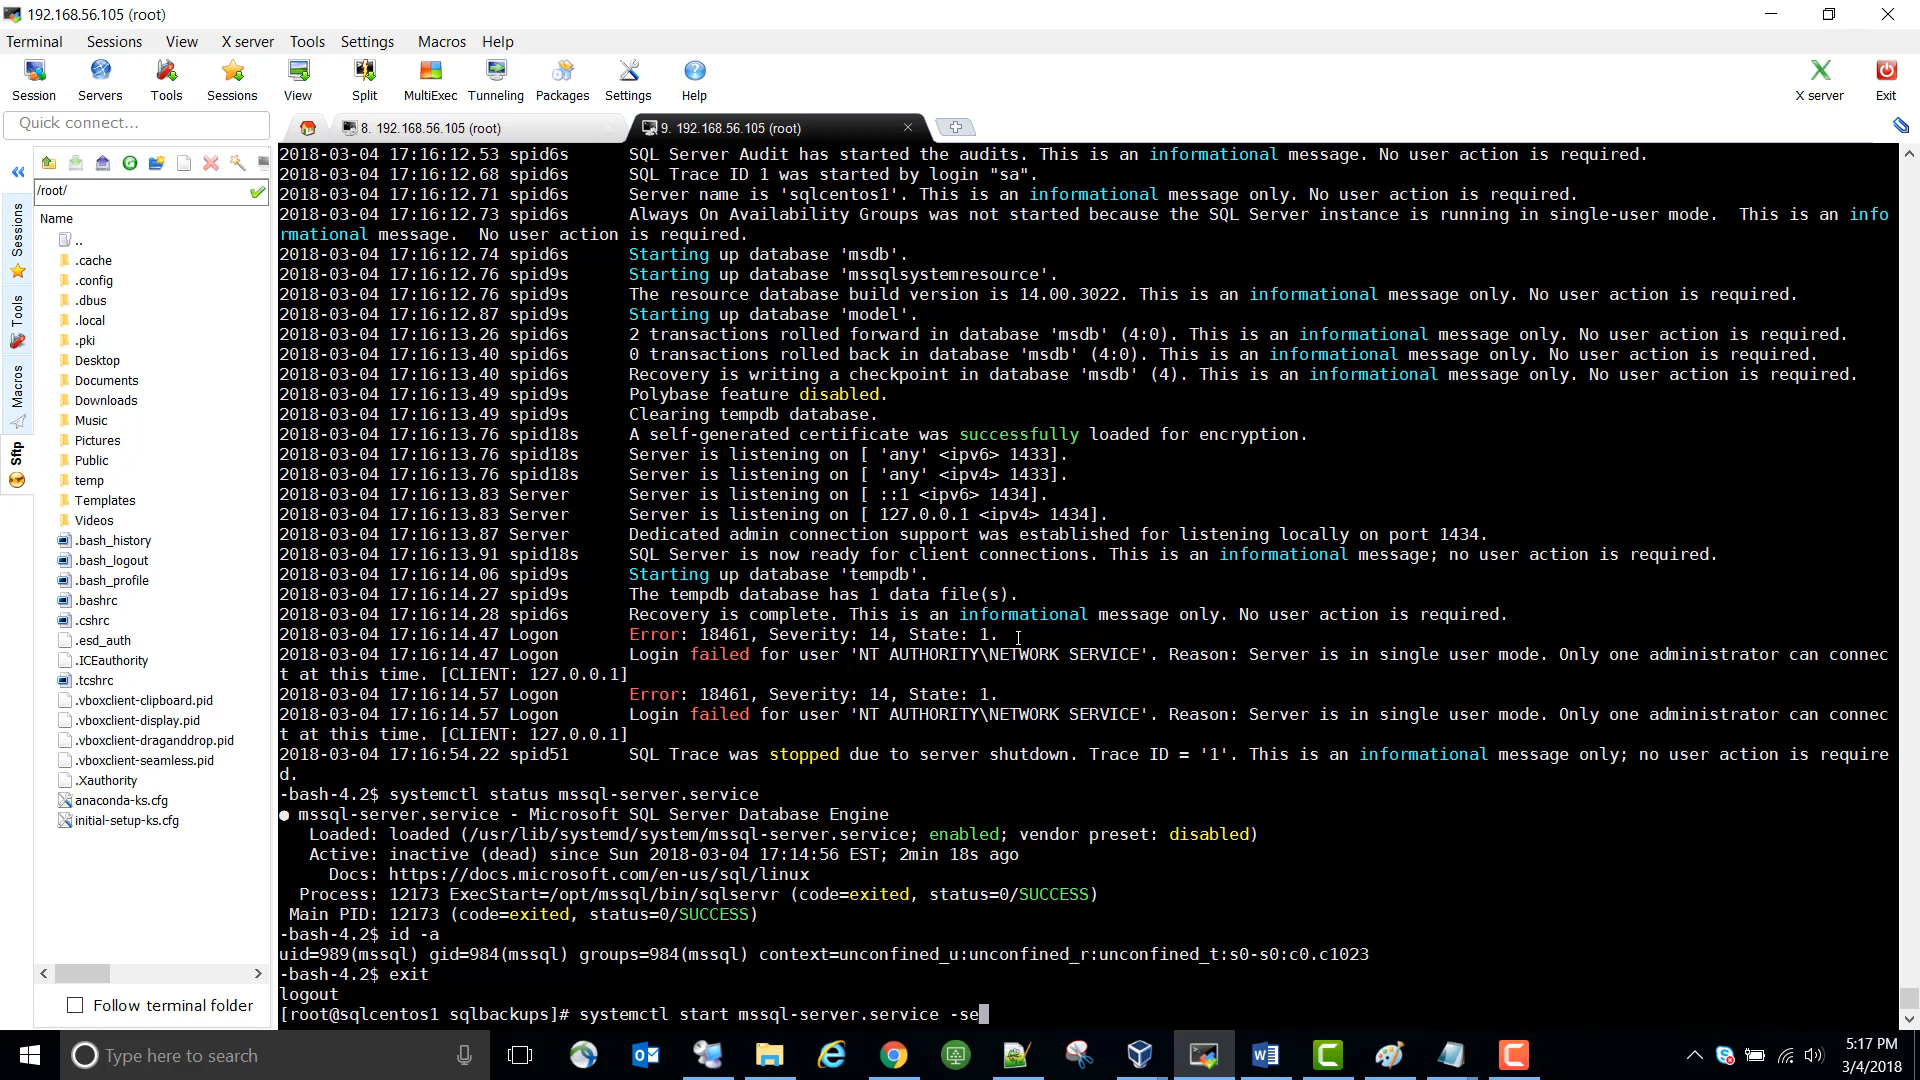 192.168.56.105 (root)
Terminal Sessions View X server Tools Settings Macros Help
Session Servers Tools Sessions View Split MultiExec Tunneling Packages Settings Help X server Exit
Quick connect...
8. 192.168.56.105 (root)
9. 192.168.56.105 (root)
/root/
Name
..
.cache
.config
.dbus
.local
.pki
Desktop
Documents
Downloads
Music
Pictures
Public
temp
Templates
Videos
.bash_history
.bash_logout
.bash_profile
.bashrc
.cshrc
.esd_auth
.ICEauthority
.tcshrc
.vboxclient-clipboard.pid
.vboxclient-display.pid
.vboxclient-draganddrop.pid
.vboxclient-seamless.pid
.Xauthority
anaconda-ks.cfg
initial-setup-ks.cfg
Sessions
Tools
Macros
Sftp
Follow terminal folder
2018-03-04 17:16:12.53 spid6s SQL Server Audit has started the audits. This is an informational message. No user action is required.
2018-03-04 17:16:12.68 spid6s SQL Trace ID 1 was started by login "sa".
2018-03-04 17:16:12.71 spid6s Server name is 'sqlcentos1'. This is an informational message only. No user action is required.
2018-03-04 17:16:12.73 spid6s Always On Availability Groups was not started because the SQL Server instance is running in single-user mode. This is an info
rmational message. No user action is required.
2018-03-04 17:16:12.74 spid6s Starting up database 'msdb'.
2018-03-04 17:16:12.76 spid9s Starting up database 'mssqlsystemresource'.
2018-03-04 17:16:12.76 spid9s The resource database build version is 14.00.3022. This is an informational message only. No user action is required.
2018-03-04 17:16:12.87 spid9s Starting up database 'model'.
2018-03-04 17:16:13.26 spid6s 2 transactions rolled forward in database 'msdb' (4:0). This is an informational message only. No user action is required.
2018-03-04 17:16:13.40 spid6s 0 transactions rolled back in database 'msdb' (4:0). This is an informational message only. No user action is required.
2018-03-04 17:16:13.40 spid6s Recovery is writing a checkpoint in database 'msdb' (4). This is an informational message only. No user action is required.
2018-03-04 17:16:13.49 spid9s Polybase feature disabled.
2018-03-04 17:16:13.49 spid9s Clearing tempdb database.
2018-03-04 17:16:13.76 spid18s A self-generated certificate was successfully loaded for encryption.
2018-03-04 17:16:13.76 spid18s Server is listening on [ 'any' <ipv6> 1433].
2018-03-04 17:16:13.76 spid18s Server is listening on [ 'any' <ipv4> 1433].
2018-03-04 17:16:13.83 Server Server is listening on [ ::1 <ipv6> 1434].
2018-03-04 17:16:13.83 Server Server is listening on [ 127.0.0.1 <ipv4> 1434].
2018-03-04 17:16:13.87 Server Dedicated admin connection support was established for listening locally on port 1434.
2018-03-04 17:16:13.91 spid18s SQL Server is now ready for client connections. This is an informational message; no user action is required.
2018-03-04 17:16:14.06 spid9s Starting up database 'tempdb'.
2018-03-04 17:16:14.27 spid9s The tempdb database has 1 data file(s).
2018-03-04 17:16:14.28 spid6s Recovery is complete. This is an informational message only. No user action is required.
2018-03-04 17:16:14.47 Logon Error: 18461, Severity: 14, State: 1.
2018-03-04 17:16:14.47 Logon Login failed for user 'NT AUTHORITY\NETWORK SERVICE'. Reason: Server is in single user mode. Only one administrator can connec
t at this time. [CLIENT: 127.0.0.1]
2018-03-04 17:16:14.57 Logon Error: 18461, Severity: 14, State: 1.
2018-03-04 17:16:14.57 Logon Login failed for user 'NT AUTHORITY\NETWORK SERVICE'. Reason: Server is in single user mode. Only one administrator can connec
t at this time. [CLIENT: 127.0.0.1]
2018-03-04 17:16:54.22 spid51 SQL Trace was stopped due to server shutdown. Trace ID = '1'. This is an informational message only; no user action is require
d.
-bash-4.2$ systemctl status mssql-server.service
● mssql-server.service - Microsoft SQL Server Database Engine
Loaded: loaded (/usr/lib/systemd/system/mssql-server.service; enabled; vendor preset: disabled)
Active: inactive (dead) since Sun 2018-03-04 17:14:56 EST; 2min 18s ago
Docs: https://docs.microsoft.com/en-us/sql/linux
Process: 12173 ExecStart=/opt/mssql/bin/sqlservr (code=exited, status=0/SUCCESS)
Main PID: 12173 (code=exited, status=0/SUCCESS)
-bash-4.2$ id -a
uid=989(mssql) gid=984(mssql) groups=984(mssql) context=unconfined_u:unconfined_r:unconfined_t:s0-s0:c0.c1023
-bash-4.2$ exit
logout
[root@sqlcentos1 sqlbackups]# systemctl start mssql-server.service -se
Type here to search
5:17 PM
3/4/2018